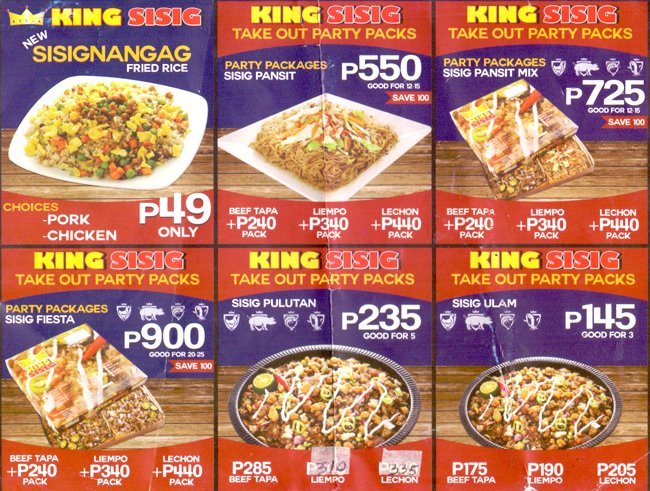 KING SISIG
NEW
SISIGNANGAG
FRIED RICE
CHOICES
-PORK
-CHICKEN
P49
ONLY
KING SISIG
TAKE OUT PARTY PACKS
PARTY PACKAGES
SISIG PANSIT
P550
GOOD FOR 12-15
SAVE 100
BEEF TAPA
+P240
PACK
LIEMPO
+P340
PACK
LECHON
+P440
PACK
KING SISIG
TAKE OUT PARTY PACKS
PARTY PACKAGES
SISIG PANSIT MIX
P725
GOOD FOR 12-15
SAVE 100
BEEF TAPA
+P240
PACK
LIEMPO
+P340
PACK
LECHON
+P440
PACK
KING SISIG
TAKE OUT PARTY PACKS
PARTY PACKAGES
SISIG FIESTA
P900
GOOD FOR 20-25
SAVE 100
BEEF TAPA
+P240
PACK
LIEMPO
+P340
PACK
LECHON
+P440
PACK
KING SISIG
TAKE OUT PARTY PACKS
SISIG PULUTAN
P235
GOOD FOR 5
P285
BEEF TAPA
P310
LIEMPO
P335
LECHON
KING SISIG
TAKE OUT PARTY PACKS
SISIG ULAM
P145
GOOD FOR 3
P175
BEEF TAPA
P190
LIEMPO
P205
LECHON